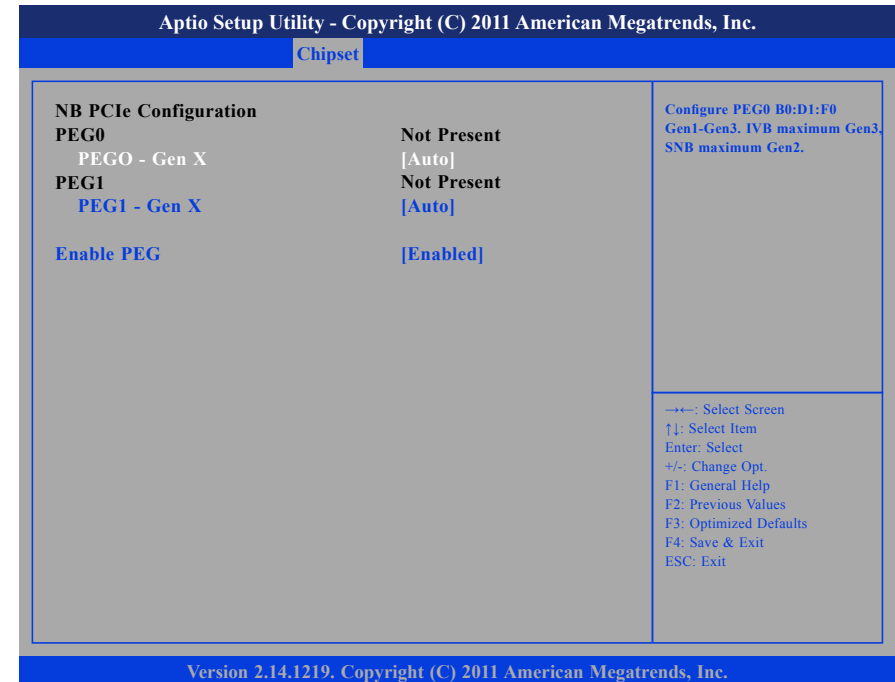 Aptio Setup Utility - Copyright (C) 2011 American Megatrends, Inc.
Chipset
NB PCIe Configuration
PEG0 Not Present
PEGO - Gen X [Auto]
PEG1 Not Present
PEG1 - Gen X [Auto]
Enable PEG [Enabled]
Configure PEG0 B0:D1:F0
Gen1-Gen3. IVB maximum Gen3,
SNB maximum Gen2.
→←: Select Screen
↑↓: Select Item
Enter: Select
+/-: Change Opt.
F1: General Help
F2: Previous Values
F3: Optimized Defaults
F4: Save & Exit
ESC: Exit
Version 2.14.1219. Copyright (C) 2011 American Megatrends, Inc.